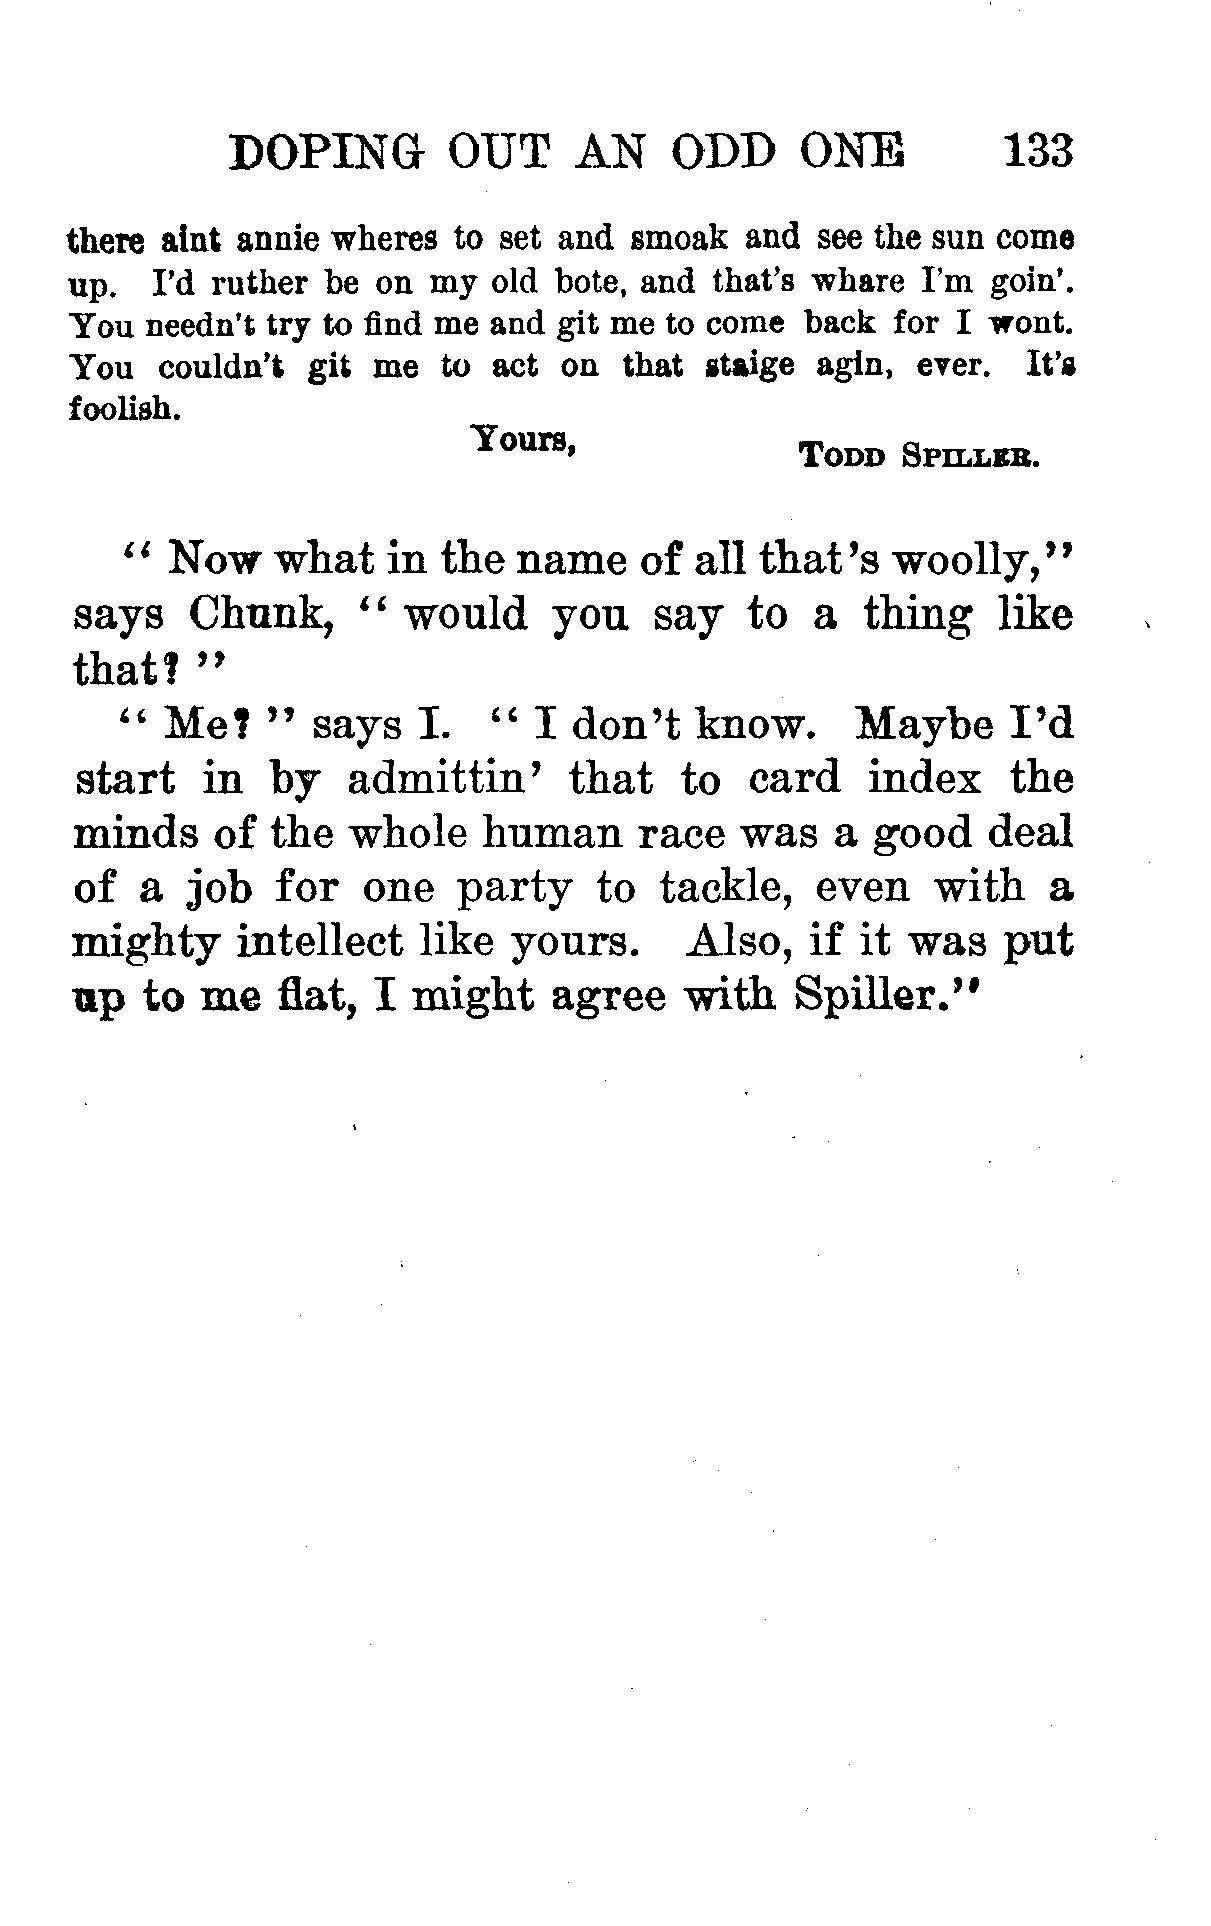 DOPING OUT AN ODD ONE 133
there aint annie wheres to set and smoak and see the sun come
up. I'd ruther be on my old bote, and that's whare I'm goin'.
You needn't try to find me and git me to come back for I wont.
You couldn't git me to act on that staige agin, ever. It's
foolish.
Yours,
TODD SPILLER.
"Now what in the name of all that's woolly,"
says Chunk, "would you say to a thing like
that?"
"Me?" says I. "I don't know. Maybe I'd
start in by admittin' that to card index the
minds of the whole human race was a good deal
of a job for one party to tackle, even with a
mighty intellect like yours. Also, if it was put
up to me flat, I might agree with Spiller."